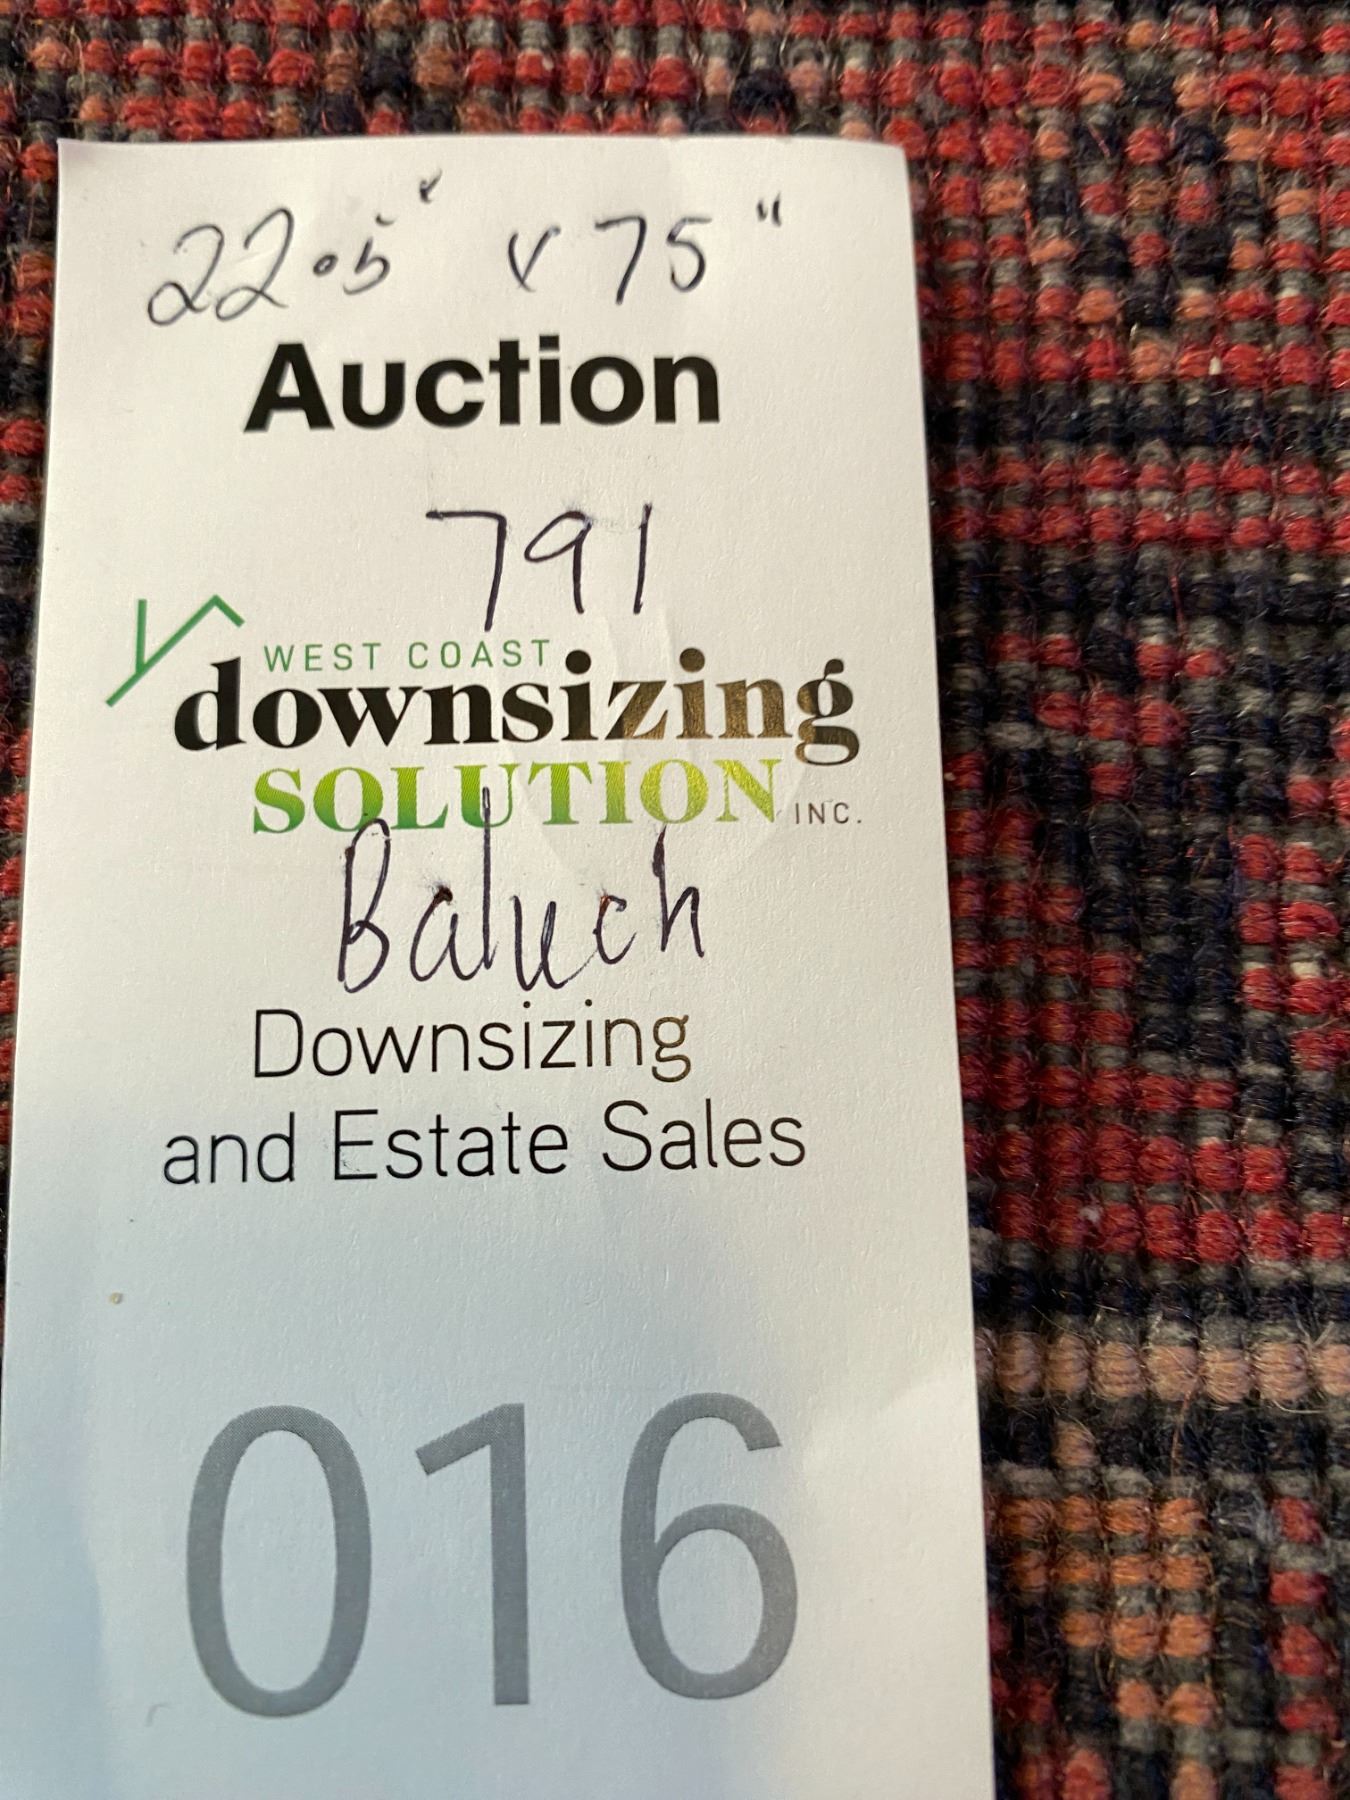 22.5" x 75"
Auction
791
WEST COAST
downsizing
SOLUTION INC.
Baluch
Downsizing
and Estate Sales
016